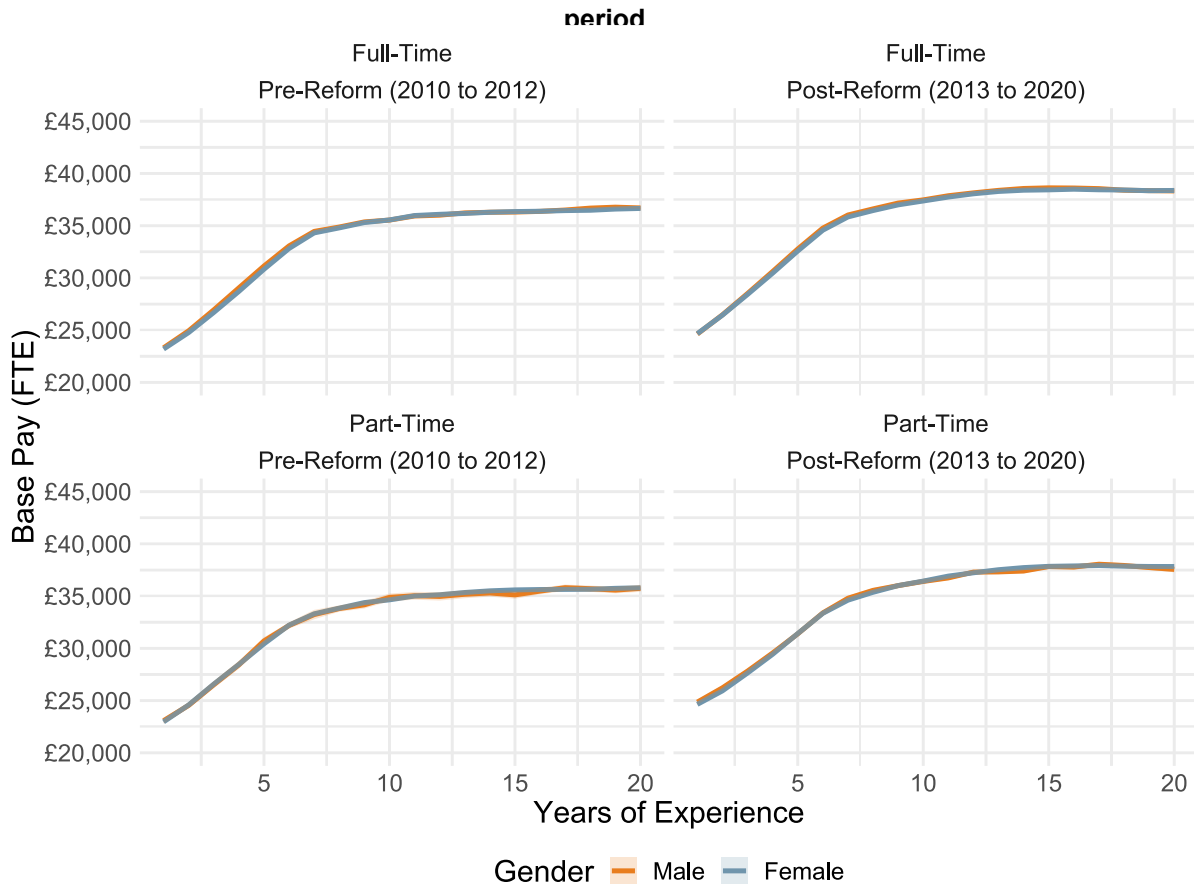 period
Full-Time
Pre-Reform (2010 to 2012)
Full-Time
Post-Reform (2013 to 2020)
£45,000
£40,000
£35,000
£30,000
£25,000
£20,000
Part-Time
Pre-Reform (2010 to 2012)
Part-Time
Post-Reform (2013 to 2020)
£45,000
£40,000
£35,000
£30,000
£25,000
£20,000
Base Pay (FTE)
5 10 15 20 5 10 15 20
Years of Experience
Gender Male Female